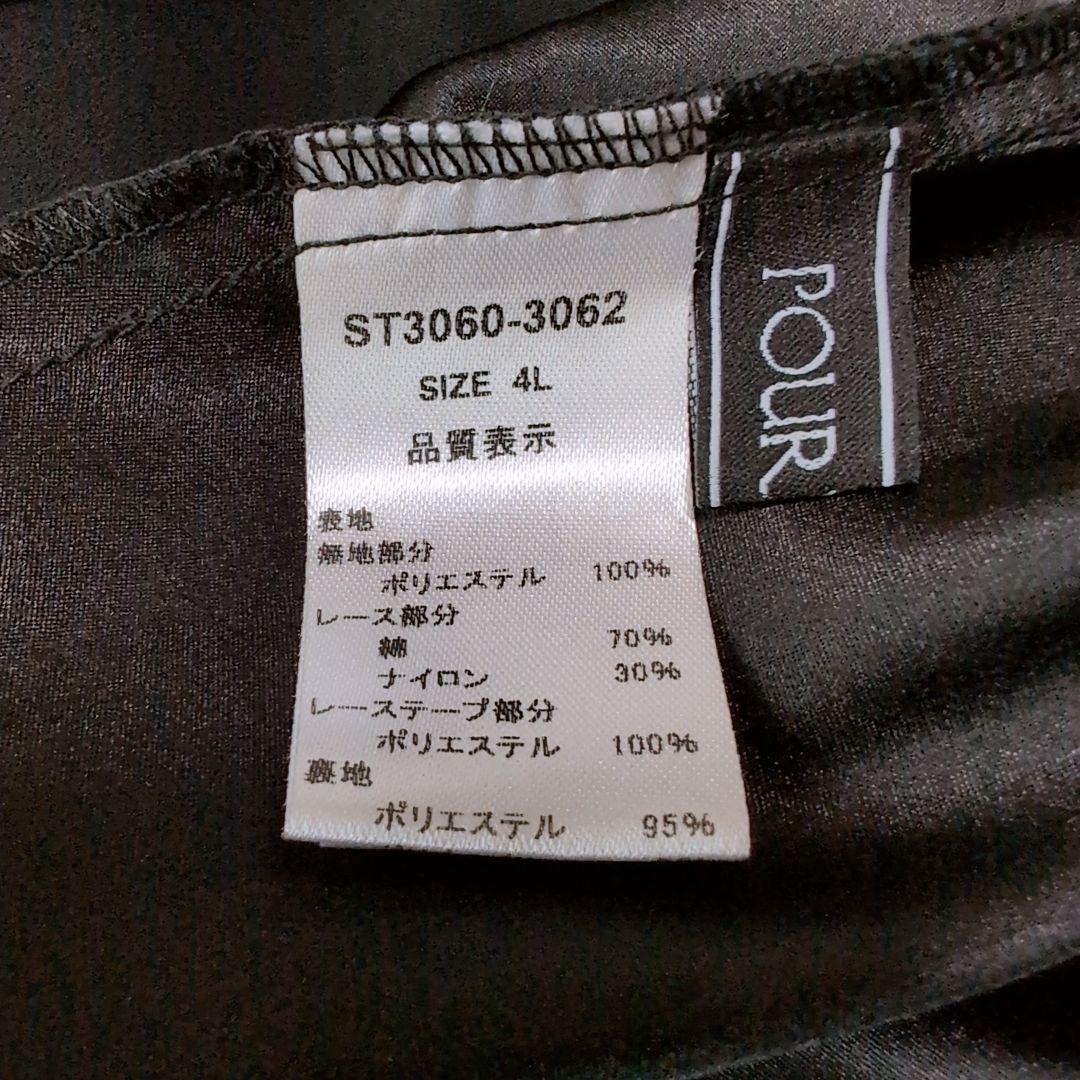 ST3060-3062
SIZE 4L
品質表示
表地
無地部分
ポリエステル 100%
レース部分
綿 70%
ナイロン 30%
レーステープ部分
ポリエステル 100%
裏地
ポリエステル 95%
POUR